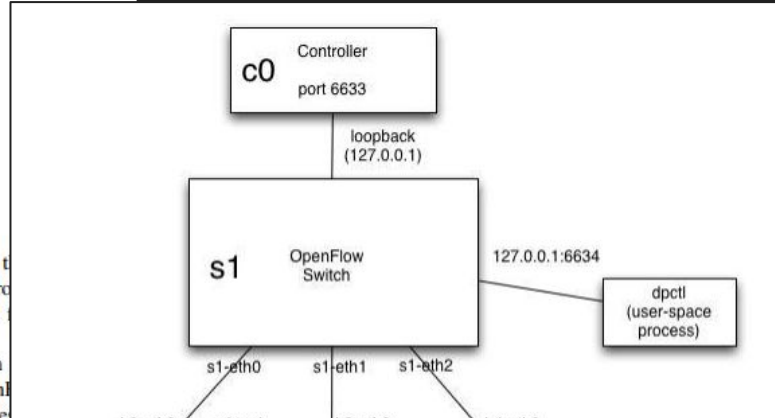 c0
Controller
port 6633
loopback
(127.0.0.1)
s1
OpenFlow
Switch
127.0.0.1:6634
dpctl
(user-space
process)
s1-eth0
s1-eth1
s1-eth2